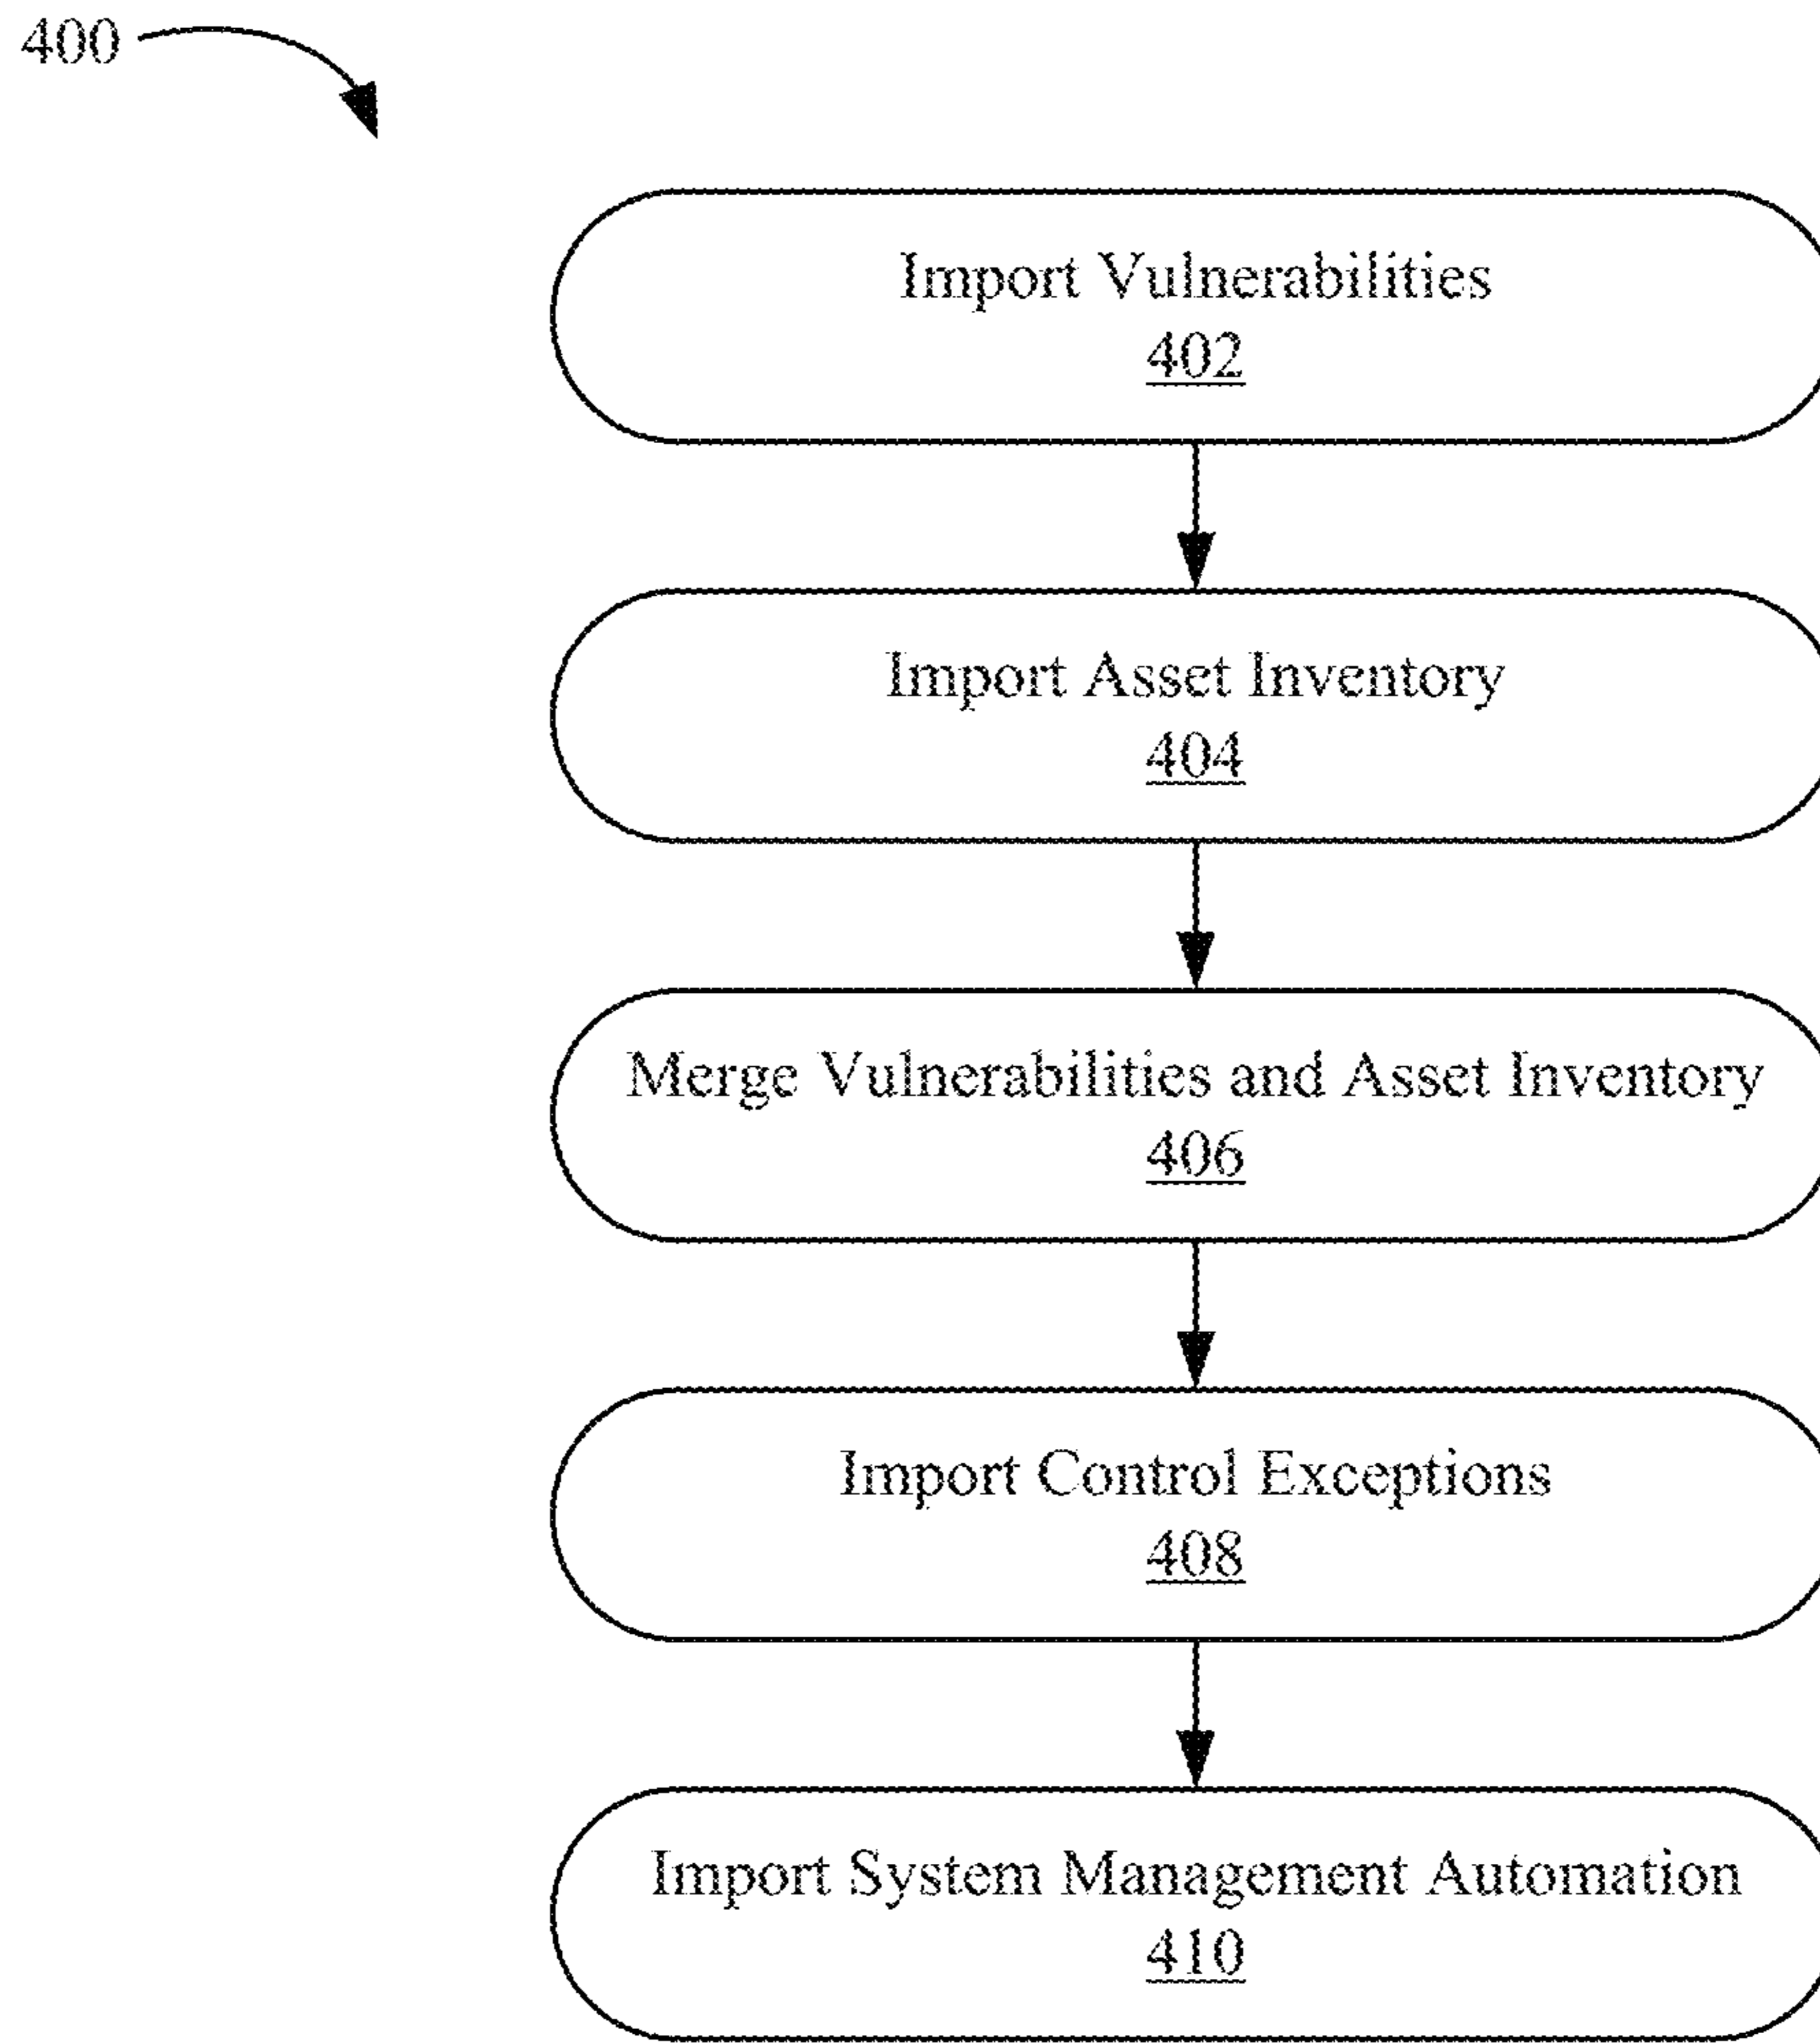 400
Import Vulnerabilities
402
Import Asset Inventory
404
Merge Vulnerabilities and Asset Inventory
406
Import Control Exceptions
408
Import System Management Automation
410